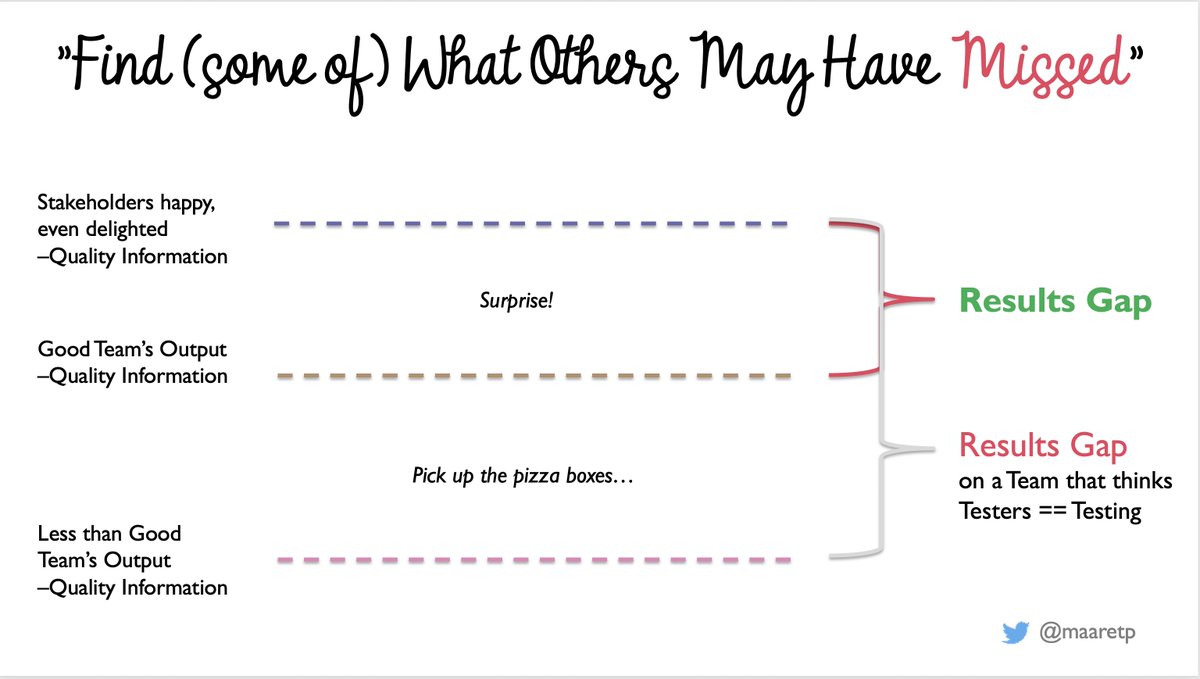 ”Find (some of) What Others May Have Missed”
Stakeholders happy,
even delighted
–Quality Information
Surprise!
Results Gap
Good Team’s Output
–Quality Information
Results Gap
on a Team that thinks
Testers == Testing
Pick up the pizza boxes…
Less than Good
Team’s Output
–Quality Information
@maaretp